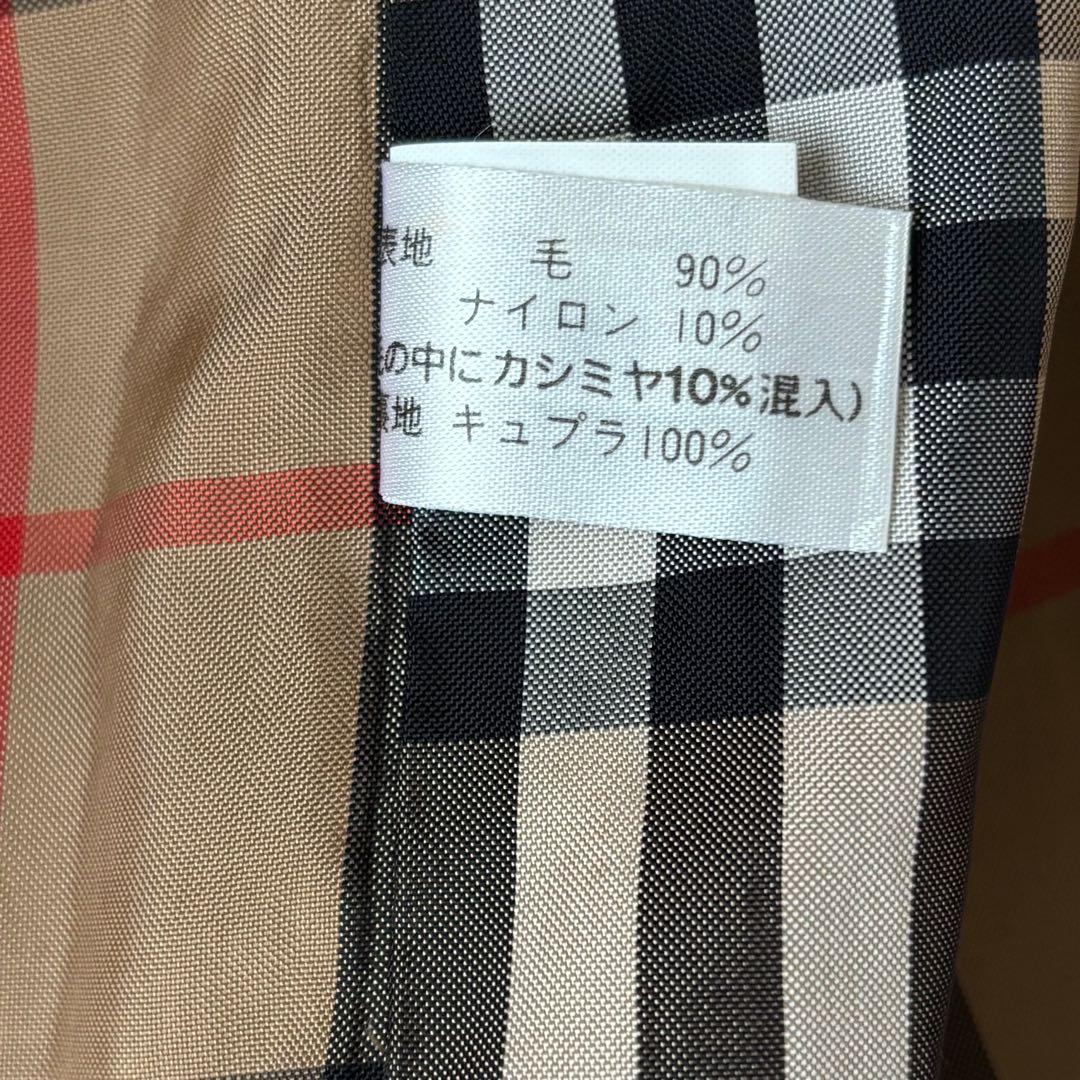 表地 毛 90%
ナイロン 10%
の中にカシミヤ10%混入)
裏地 キュプラ100%